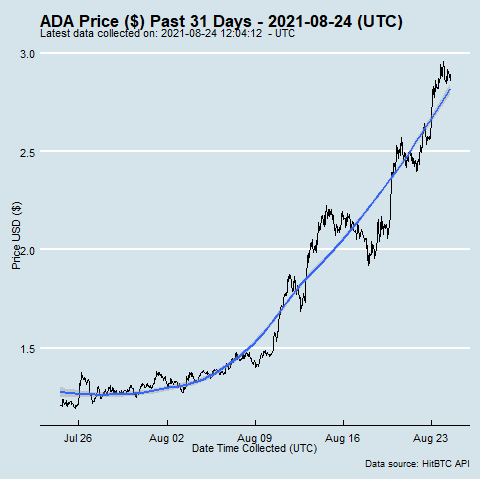 ADA Price ($) Past 31 Days - 2021-08-24 (UTC)
Latest data collected on: 2021-08-24 12:04:12  - UTC
3.0
2.5
2.0
1.5
Price USD ($)
Jul 26
Aug 02
Aug 09
Aug 16
Aug 23
Date Time Collected (UTC)
Data source: HitBTC API